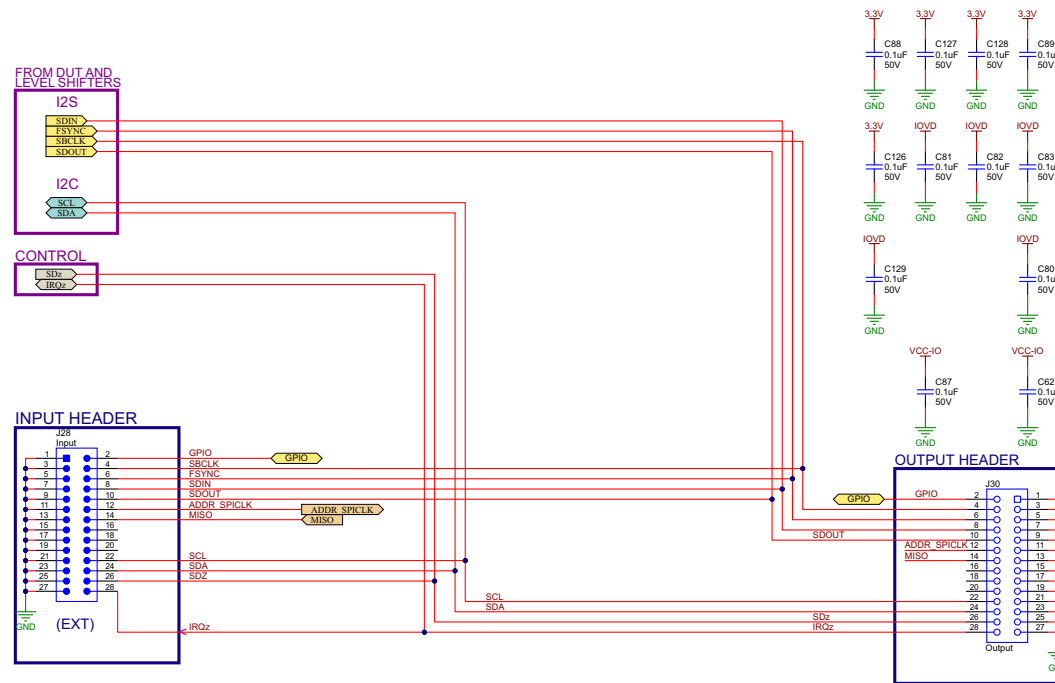 3.3V 3.3V 3.3V 3.3V
C88 C127 C128 C89
0.1uF 0.1uF 0.1uF 0.1u
50V 50V 50V 50V
GND GND GND GND
3.3V IOVD IOVD IOVD
C126 C81 C82 C83
0.1uF 0.1uF 0.1uF 0.1u
50V 50V 50V 50V
GND GND GND GND
IOVD IOVD
C129 C80
0.1uF 0.1u
50V 50V
GND GND
VCC-IO VCC-IO
C87 C62
0.1uF 0.1u
50V 50V
GND GND
FROM DUT AND
LEVEL SHIFTERS
I2S
SDIN
FSYNC
SBCLK
SDOUT
I2C
SCL
SDA
CONTROL
SDz
IRQz
INPUT HEADER
J28
Input
1 2 GPIO GPIO
3 4 SBCLK
5 6 FSYNC
7 8 SDIN
9 10 SDOUT
11 12 ADDR_SPICLK ADDR_SPICLK
13 14 MISO MISO
15 16
17 18
19 20
21 22 SCL
23 24 SDA
25 26 SDZ
27 28
GND
(EXT)
IRQz
OUTPUT HEADER
J30
GPIO GPIO 2 1
4 3
6 5
8 7
SDOUT 10 9
ADDR_SPICLK 12 11
MISO 14 13
16 15
18 17
20 19
SCL 22 21
SDA 24 23
SDz 26 25
IRQz 28 27
Output
G